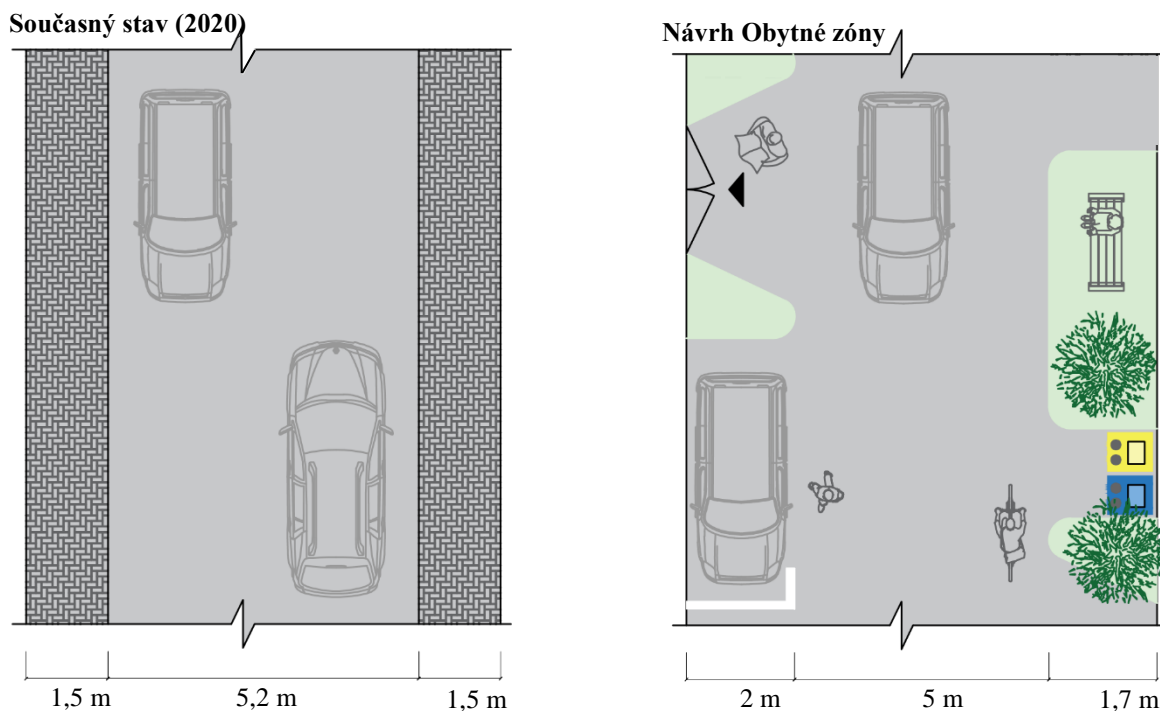 Současný stav (2020)
Návrh Obytné zóny
1,5 m
5,2 m
1,5 m
2 m
5 m
1,7 m